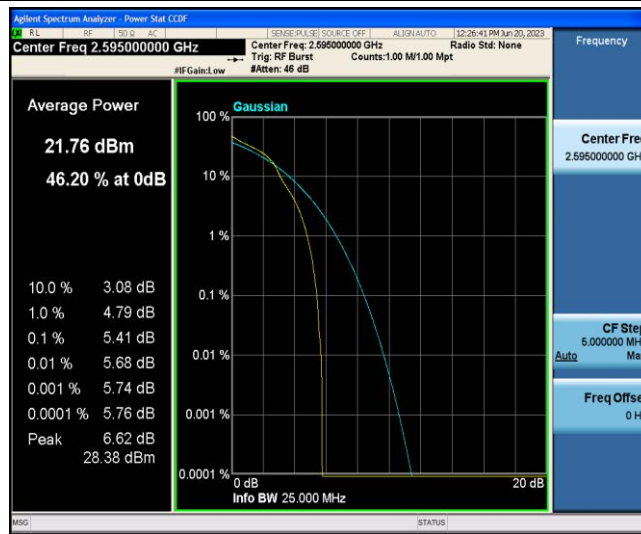 Agilent Spectrum Analyzer - Power Stat CCDF
RL RF 50 Ω AC SENSE:PULSE SOURCE OFF ALIGNAUTO 12:26:41 PM Jun 20, 2023
Center Freq 2.595000000 GHz
Center Freq: 2.595000000 GHz Radio Std: None
Trig: RF Burst Counts:1.00 M/1.00 Mpt
#IFGain:Low #Atten: 46 dB
Frequency
Average Power
21.76 dBm
46.20 % at 0dB
10.0 % 3.08 dB
1.0 % 4.79 dB
0.1 % 5.41 dB
0.01 % 5.68 dB
0.001 % 5.74 dB
0.0001 % 5.76 dB
Peak 6.62 dB
28.38 dBm
Gaussian
100 %
10 %
1 %
0.1 %
0.01 %
0.001 %
0.0001 %
0 dB 20 dB
Info BW 25.000 MHz
Center Fre
2.595000000 GH
CF Step
5.000000 MH
Auto Ma
Freq Offse
0 H
MSG STATUS